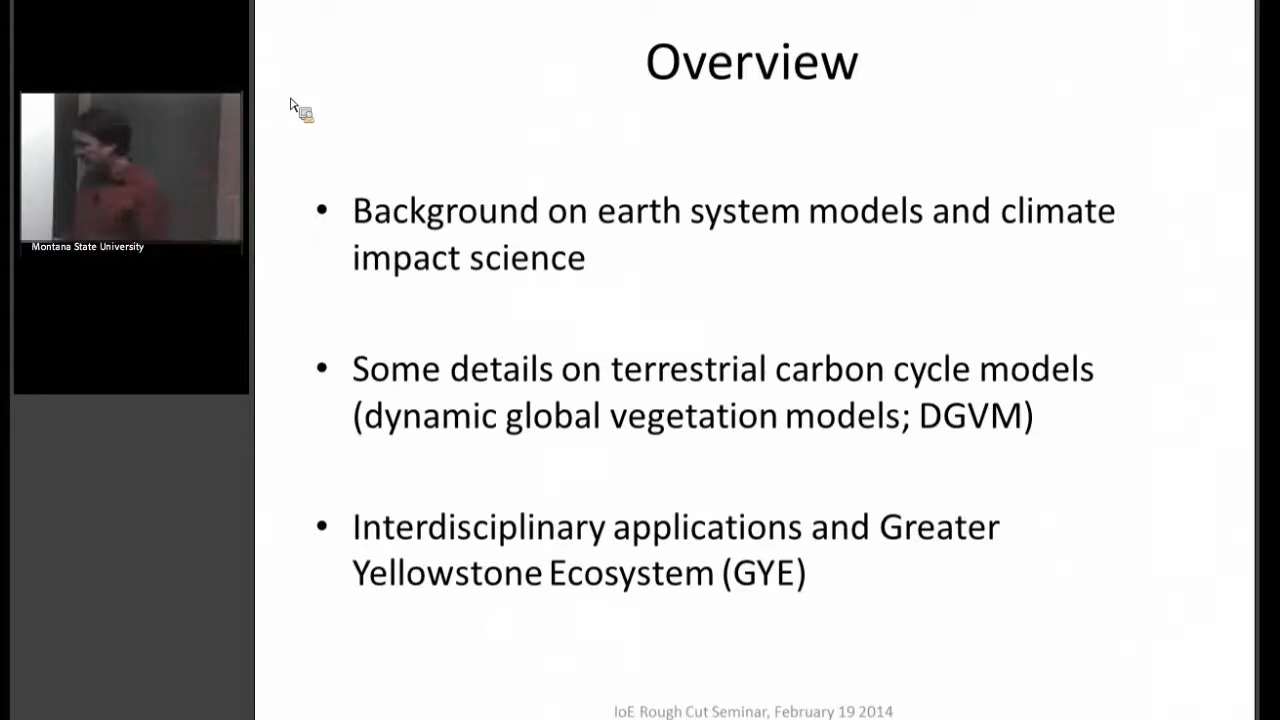 Overview
Montana State University
• Background on earth system models and climate
impact science
• Some details on terrestrial carbon cycle models
(dynamic global vegetation models; DGVM)
• Interdisciplinary applications and Greater
Yellowstone Ecosystem (GYE)
IoE Rough Cut Seminar, February 19 2014